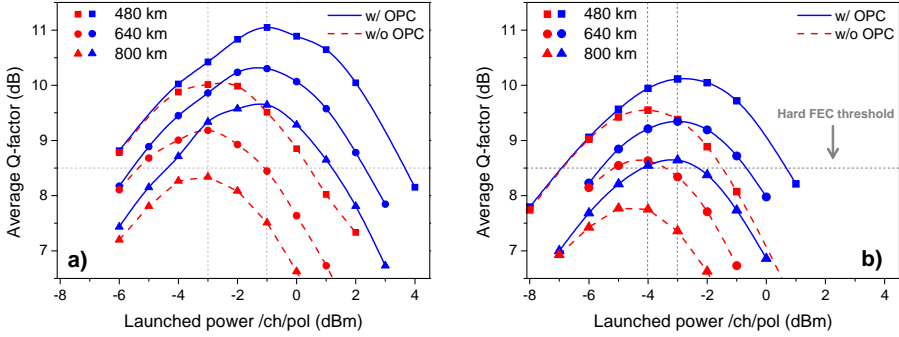 480 km
640 km
800 km
w/ OPC
w/o OPC
11
10
9
8
7
Average Q-factor (dB)
a)
-8 -6 -4 -2 0 2 4
Launched power /ch/pol (dBm)
480 km
640 km
800 km
w/ OPC
w/o OPC
Hard FEC threshold
11
10
9
8
7
Average Q-factor (dB)
b)
-8 -6 -4 -2 0 2 4
Launched power /ch/pol (dBm)